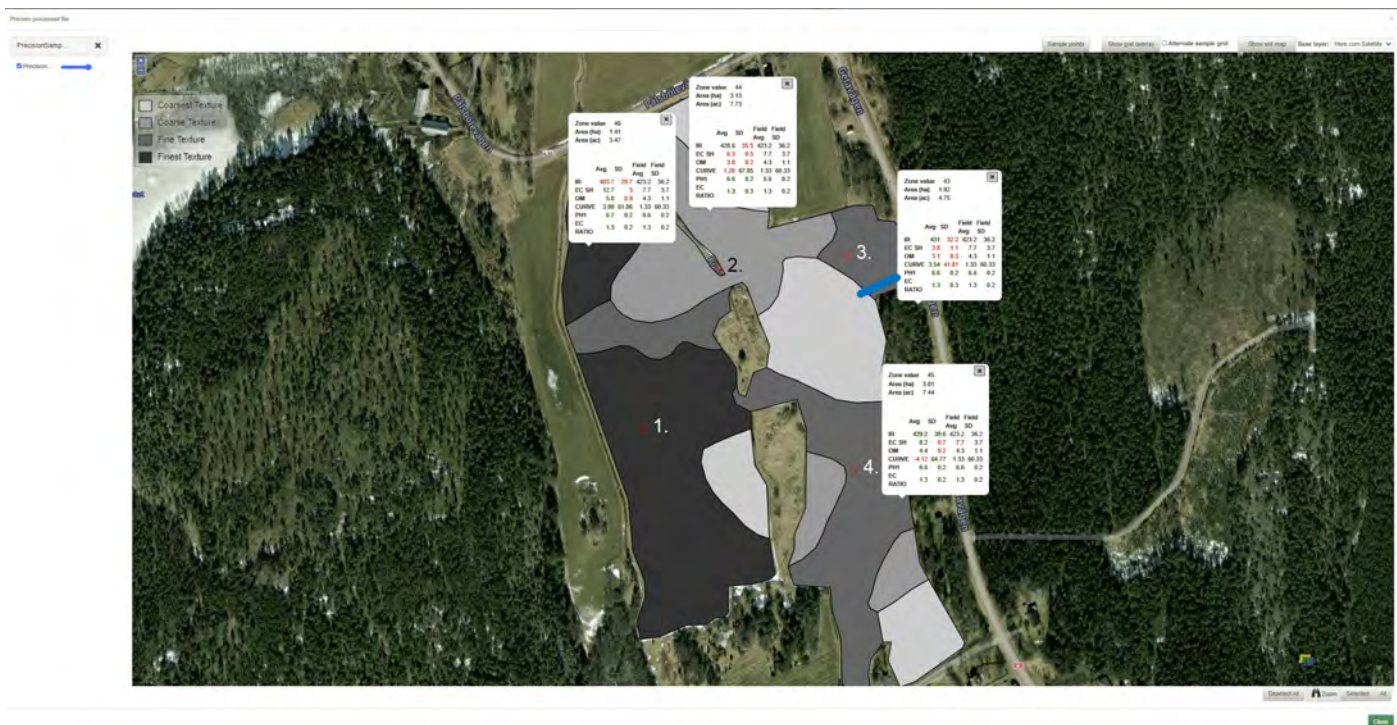 Preview processed file
PrecisionSamp...
Precision...
Sample points
Show grid overlay
Alternate sample grid
Show soil map
Base layer: Here.com Satellite
Coarsest Texture
Coarse Texture
Fine Texture
Finest Texture
Getavägen
Zone value 46
Area (ha) 1.41
Area (ac) 3.47
Avg SD Field Avg Field SD
IR 403.7 29.7 423.2 36.2
EC SH 12.7 5 7.7 3.7
OM 5.8 0.9 4.3 1.1
CURVE 3.99 61.86 1.33 60.33
PH1 6.7 0.2 6.6 0.2
EC RATIO 1.3 0.2 1.3 0.2
Zone value 44
Area (ha) 3.13
Area (ac) 7.73
Avg SD Field Avg Field SD
IR 428.6 35.5 423.2 36.2
EC SH 6.3 0.5 7.7 3.7
OM 3.8 0.2 4.3 1.1
CURVE 1.28 67.85 1.33 60.33
PH1 6.6 0.2 6.6 0.2
EC RATIO 1.3 0.3 1.3 0.2
Zone value 43
Area (ha) 1.92
Area (ac) 4.75
Avg SD Field Avg Field SD
IR 431 32.2 423.2 36.2
EC SH 3.8 1.1 7.7 3.7
OM 3.1 0.3 4.3 1.1
CURVE 3.54 41.01 1.33 60.33
PH1 6.6 0.2 6.6 0.2
EC RATIO 1.3 0.3 1.3 0.2
Zone value 45
Area (ha) 3.01
Area (ac) 7.44
Avg SD Field Avg Field SD
IR 429.2 39.6 423.2 36.2
EC SH 8.2 0.7 7.7 3.7
OM 4.4 0.2 4.3 1.1
CURVE -4.12 64.77 1.33 60.33
PH1 6.6 0.2 6.6 0.2
EC RATIO 1.3 0.2 1.3 0.2
2.
3.
1.
4.
Deselect All
Zoom
Selected
All
Close